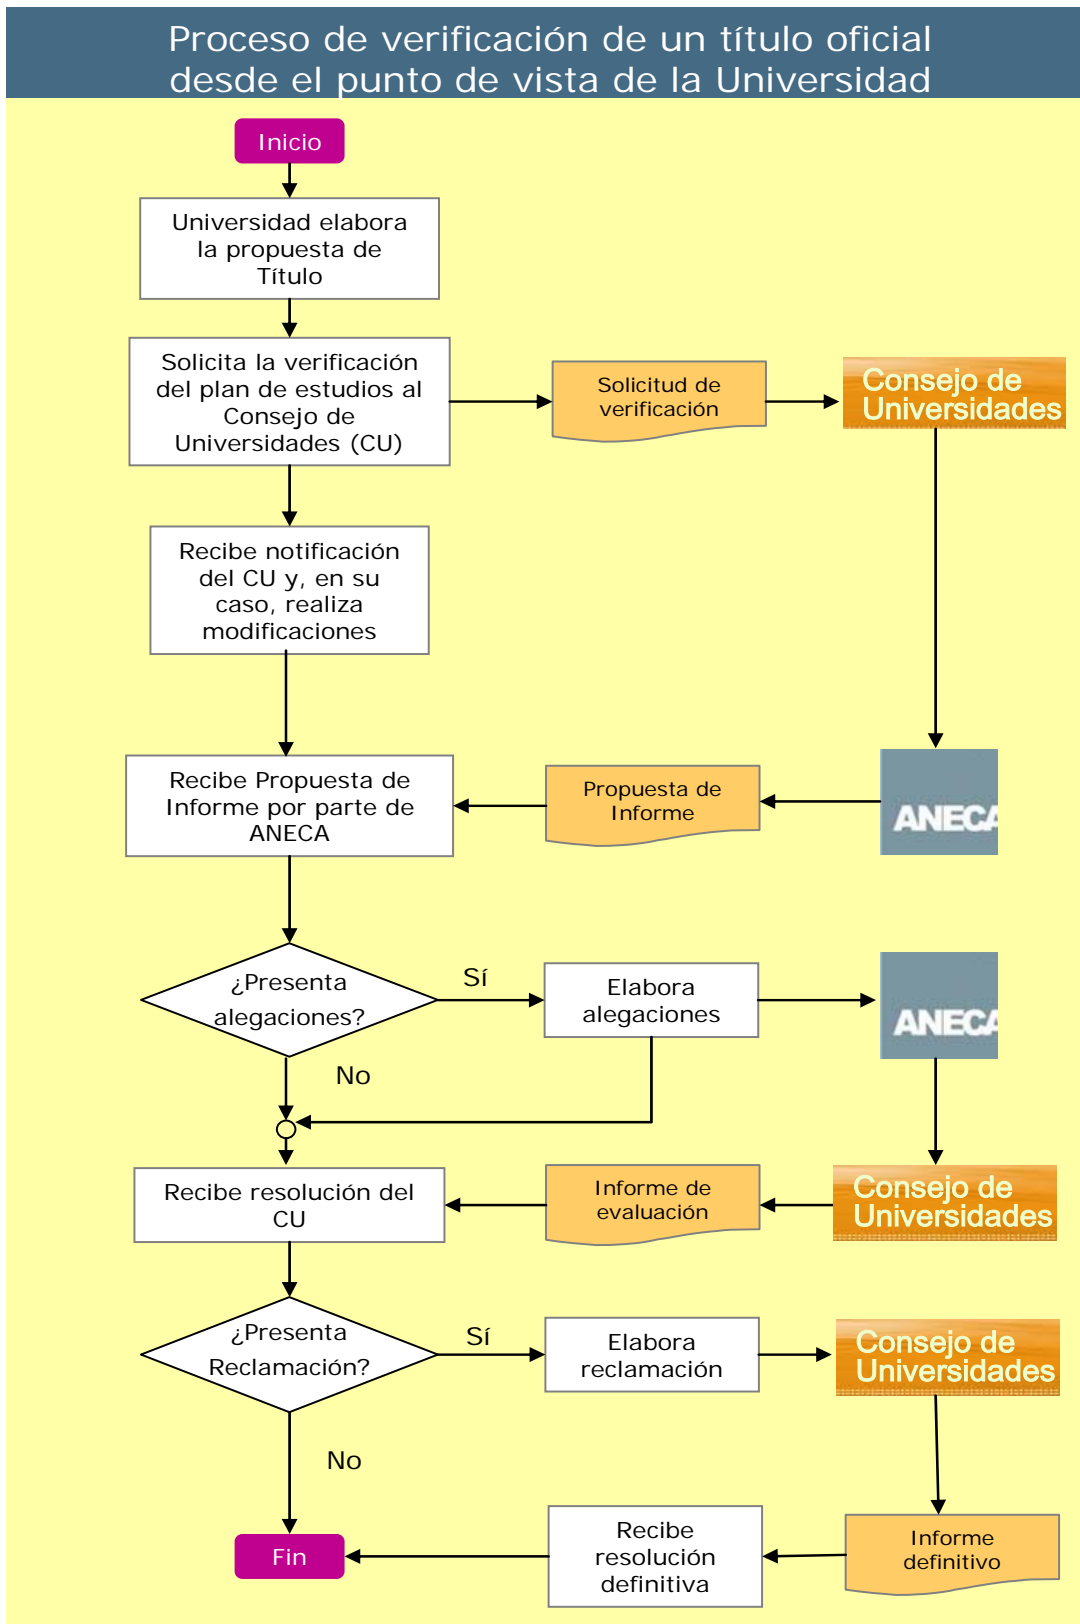 Proceso de verificación de un título oficial
desde el punto de vista de la Universidad
Inicio
Universidad elabora
la propuesta de
Título
Solicita la verificación
del plan de estudios al
Consejo de
Universidades (CU)
Solicitud de
verificación
Consejo de
Universidades
Recibe notificación
del CU y, en su
caso, realiza
modificaciones
Recibe Propuesta de
Informe por parte de
ANECA
Propuesta de
Informe
ANECA
¿Presenta
alegaciones?
Sí
Elabora
alegaciones
ANECA
No
Recibe resolución del
CU
Informe de
evaluación
Consejo de
Universidades
¿Presenta
Reclamación?
Sí
Elabora
reclamación
Consejo de
Universidades
No
Fin
Recibe
resolución
definitiva
Informe
definitivo